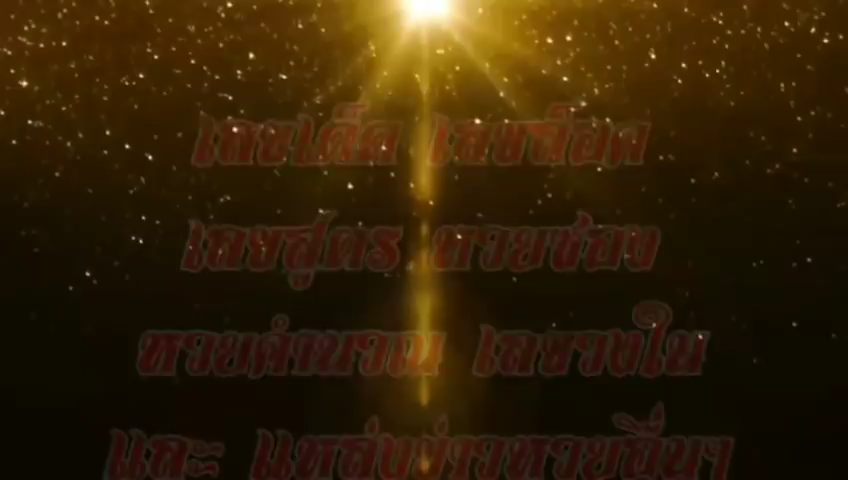 เลขเด็ด เลขล็อค
เลขสูตร หวยซอง
หวยคำนวณ เลขวงใน
และ แหล่งข่าวหวยอื่นๆ